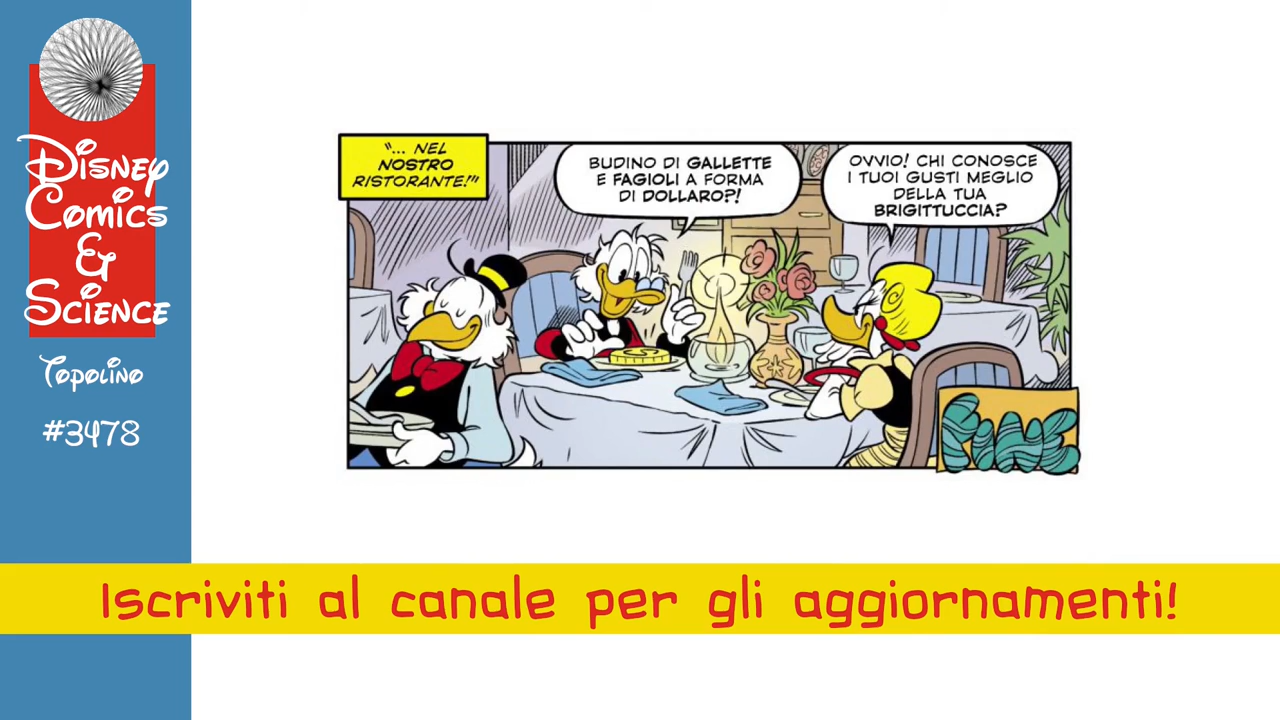 Disney
Comics
&
Science
Topolino
#3478
"... NEL
NOSTRO
RISTORANTE!"
BUDINO DI GALLETTE
E FAGIOLI A FORMA
DI DOLLARO?!
OVVIO! CHI CONOSCE
I TUOI GUSTI MEGLIO
DELLA TUA
BRIGITTUCCIA?
FINE
Iscriviti al canale per gli aggiornamenti!